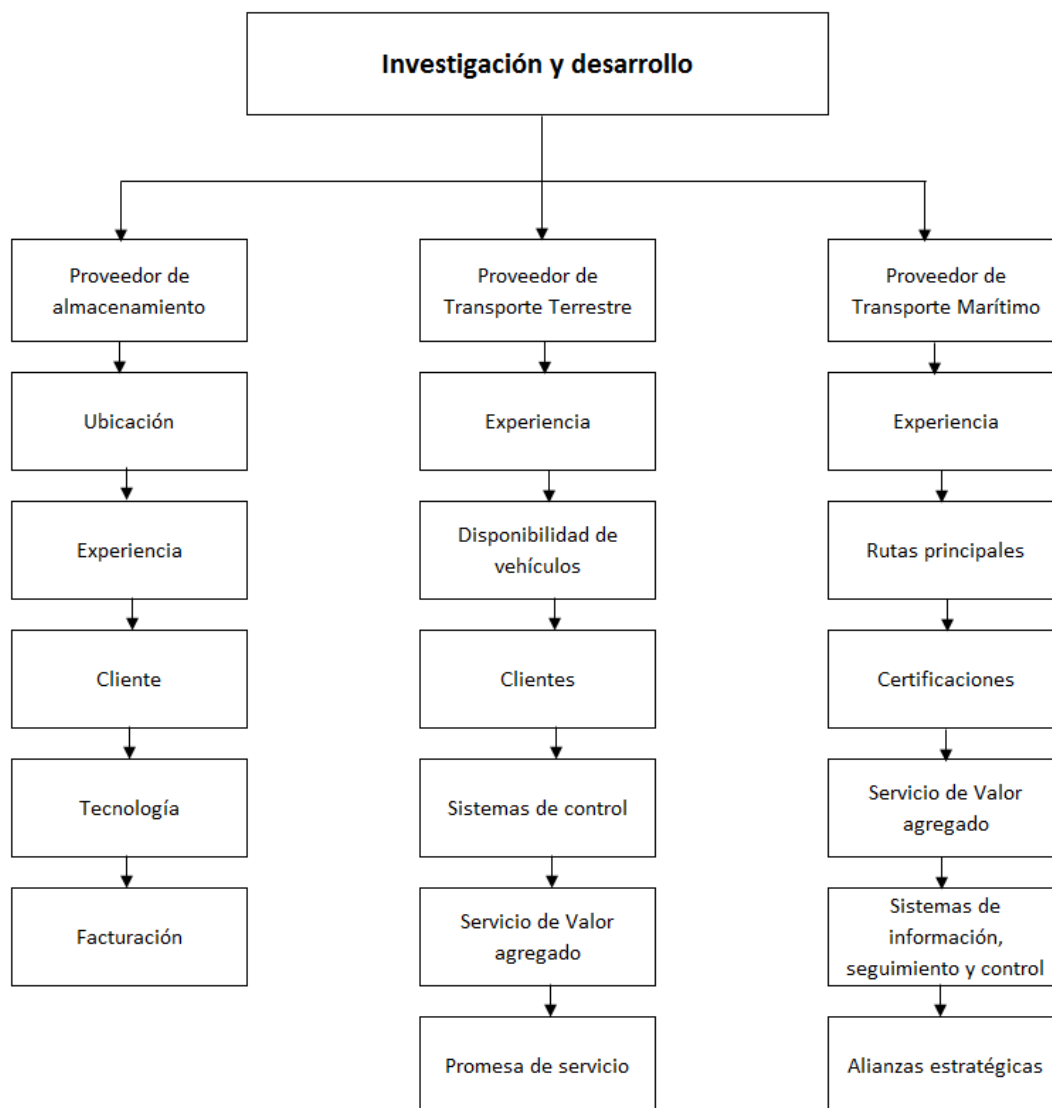 Investigación y desarrollo
Proveedor de
almacenamiento
Ubicación
Experiencia
Cliente
Tecnología
Facturación
Proveedor de
Transporte Terrestre
Experiencia
Disponibilidad de
vehículos
Clientes
Sistemas de control
Servicio de Valor
agregado
Promesa de servicio
Proveedor de
Transporte Marítimo
Experiencia
Rutas principales
Certificaciones
Servicio de Valor
agregado
Sistemas de
información,
seguimiento y control
Alianzas estratégicas